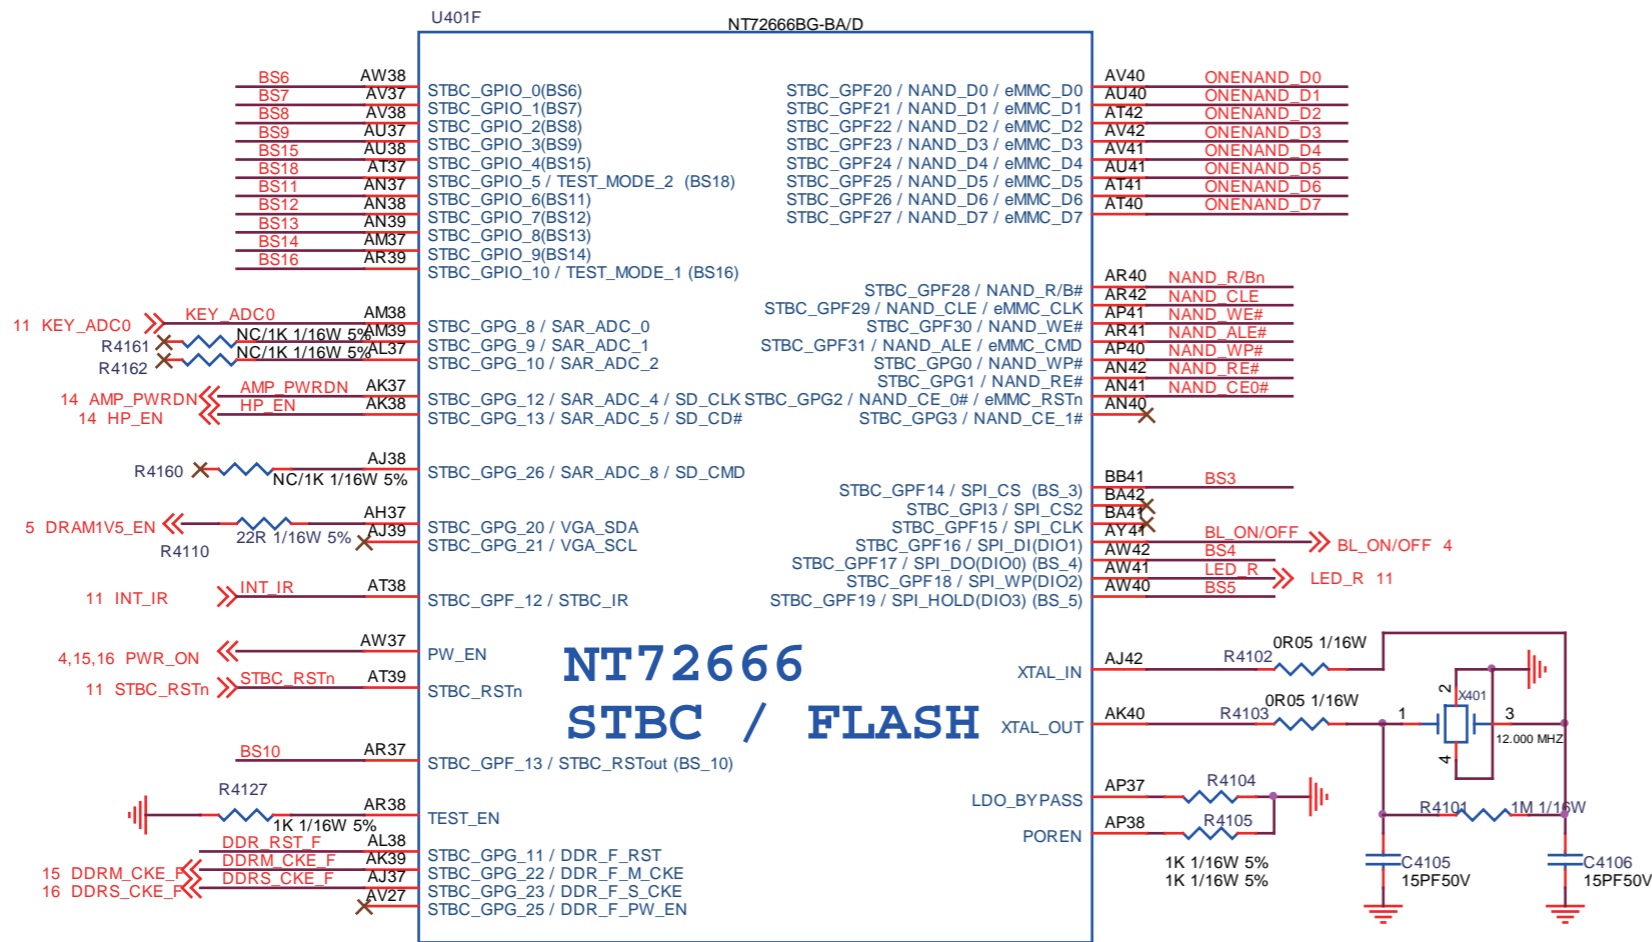 U401F
NT72666BG-BA/D
BS6 AW38 STBC_GPIO_0(BS6)
BS7 AV37 STBC_GPIO_1(BS7)
BS8 AV38 STBC_GPIO_2(BS8)
BS9 AU37 STBC_GPIO_3(BS9)
BS15 AU38 STBC_GPIO_4(BS15)
BS18 AT37 STBC_GPIO_5 / TEST_MODE_2 (BS18)
BS11 AN37 STBC_GPIO_6(BS11)
BS12 AN38 STBC_GPIO_7(BS12)
BS13 AN39 STBC_GPIO_8(BS13)
BS14 AM37 STBC_GPIO_9(BS14)
BS16 AR39 STBC_GPIO_10 / TEST_MODE_1 (BS16)
11 KEY_ADC0 KEY_ADC0 AM38 STBC_GPG_8 / SAR_ADC_0
R4161 NC/1K 1/16W 5% AM39 STBC_GPG_9 / SAR_ADC_1
R4162 NC/1K 1/16W 5% AL37 STBC_GPG_10 / SAR_ADC_2
14 AMP_PWRDN AMP_PWRDN AK37 STBC_GPG_12 / SAR_ADC_4 / SD_CLK
14 HP_EN HP_EN AK38 STBC_GPG_13 / SAR_ADC_5 / SD_CD#
R4160 NC/1K 1/16W 5% AJ38 STBC_GPG_26 / SAR_ADC_8 / SD_CMD
5 DRAM1V5_EN R4110 22R 1/16W 5% AH37 STBC_GPG_20 / VGA_SDA
AJ39 STBC_GPG_21 / VGA_SCL
11 INT_IR INT_IR AT38 STBC_GPF_12 / STBC_IR
4,15,16 PWR_ON AW37 PW_EN
11 STBC_RSTn STBC_RSTn AT39 STBC_RSTn
BS10 AR37 STBC_GPF_13 / STBC_RSTout (BS_10)
R4127 1K 1/16W 5% AR38 TEST_EN
DDR_RST_F AL38 STBC_GPG_11 / DDR_F_RST
15 DDRM_CKE_F DDRM_CKE_F AK39 STBC_GPG_22 / DDR_F_M_CKE
16 DDRS_CKE_F DDRS_CKE_F AJ37 STBC_GPG_23 / DDR_F_S_CKE
AV27 STBC_GPG_25 / DDR_F_PW_EN
NT72666
STBC / FLASH
STBC_GPF20 / NAND_D0 / eMMC_D0 AV40 ONENAND_D0
STBC_GPF21 / NAND_D1 / eMMC_D1 AU40 ONENAND_D1
STBC_GPF22 / NAND_D2 / eMMC_D2 AT42 ONENAND_D2
STBC_GPF23 / NAND_D3 / eMMC_D3 AV42 ONENAND_D3
STBC_GPF24 / NAND_D4 / eMMC_D4 AV41 ONENAND_D4
STBC_GPF25 / NAND_D5 / eMMC_D5 AU41 ONENAND_D5
STBC_GPF26 / NAND_D6 / eMMC_D6 AT41 ONENAND_D6
STBC_GPF27 / NAND_D7 / eMMC_D7 AT40 ONENAND_D7
STBC_GPF28 / NAND_R/B# AR40 NAND_R/Bn
STBC_GPF29 / NAND_CLE / eMMC_CLK AR42 NAND_CLE
STBC_GPF30 / NAND_WE# AP41 NAND_WE#
STBC_GPF31 / NAND_ALE / eMMC_CMD AR41 NAND_ALE#
STBC_GPG0 / NAND_WP# AP40 NAND_WP#
STBC_GPG1 / NAND_RE# AN42 NAND_RE#
STBC_GPG2 / NAND_CE_0# / eMMC_RSTn AN41 NAND_CE0#
STBC_GPG3 / NAND_CE_1# AN40
STBC_GPF14 / SPI_CS (BS_3) BB41 BS3
STBC_GPI3 / SPI_CS2 BA42
STBC_GPF15 / SPI_CLK BA41
STBC_GPF16 / SPI_DI(DIO1) AY41 BL_ON/OFF BL_ON/OFF 4
STBC_GPF17 / SPI_DO(DIO0) (BS_4) AW42 BS4
STBC_GPF18 / SPI_WP(DIO2) AW41 LED_R LED_R 11
STBC_GPF19 / SPI_HOLD(DIO3) (BS_5) AW40 BS5
XTAL_IN AJ42 R4102 0R05 1/16W
XTAL_OUT AK40 R4103 0R05 1/16W
1 2 X401 3 4
12.000 MHZ
LDO_BYPASS AP37 R4104
POREN AP38 R4105
1K 1/16W 5%
1K 1/16W 5%
R4101 1M 1/16W
C4105
15PF50V
C4106
15PF50V